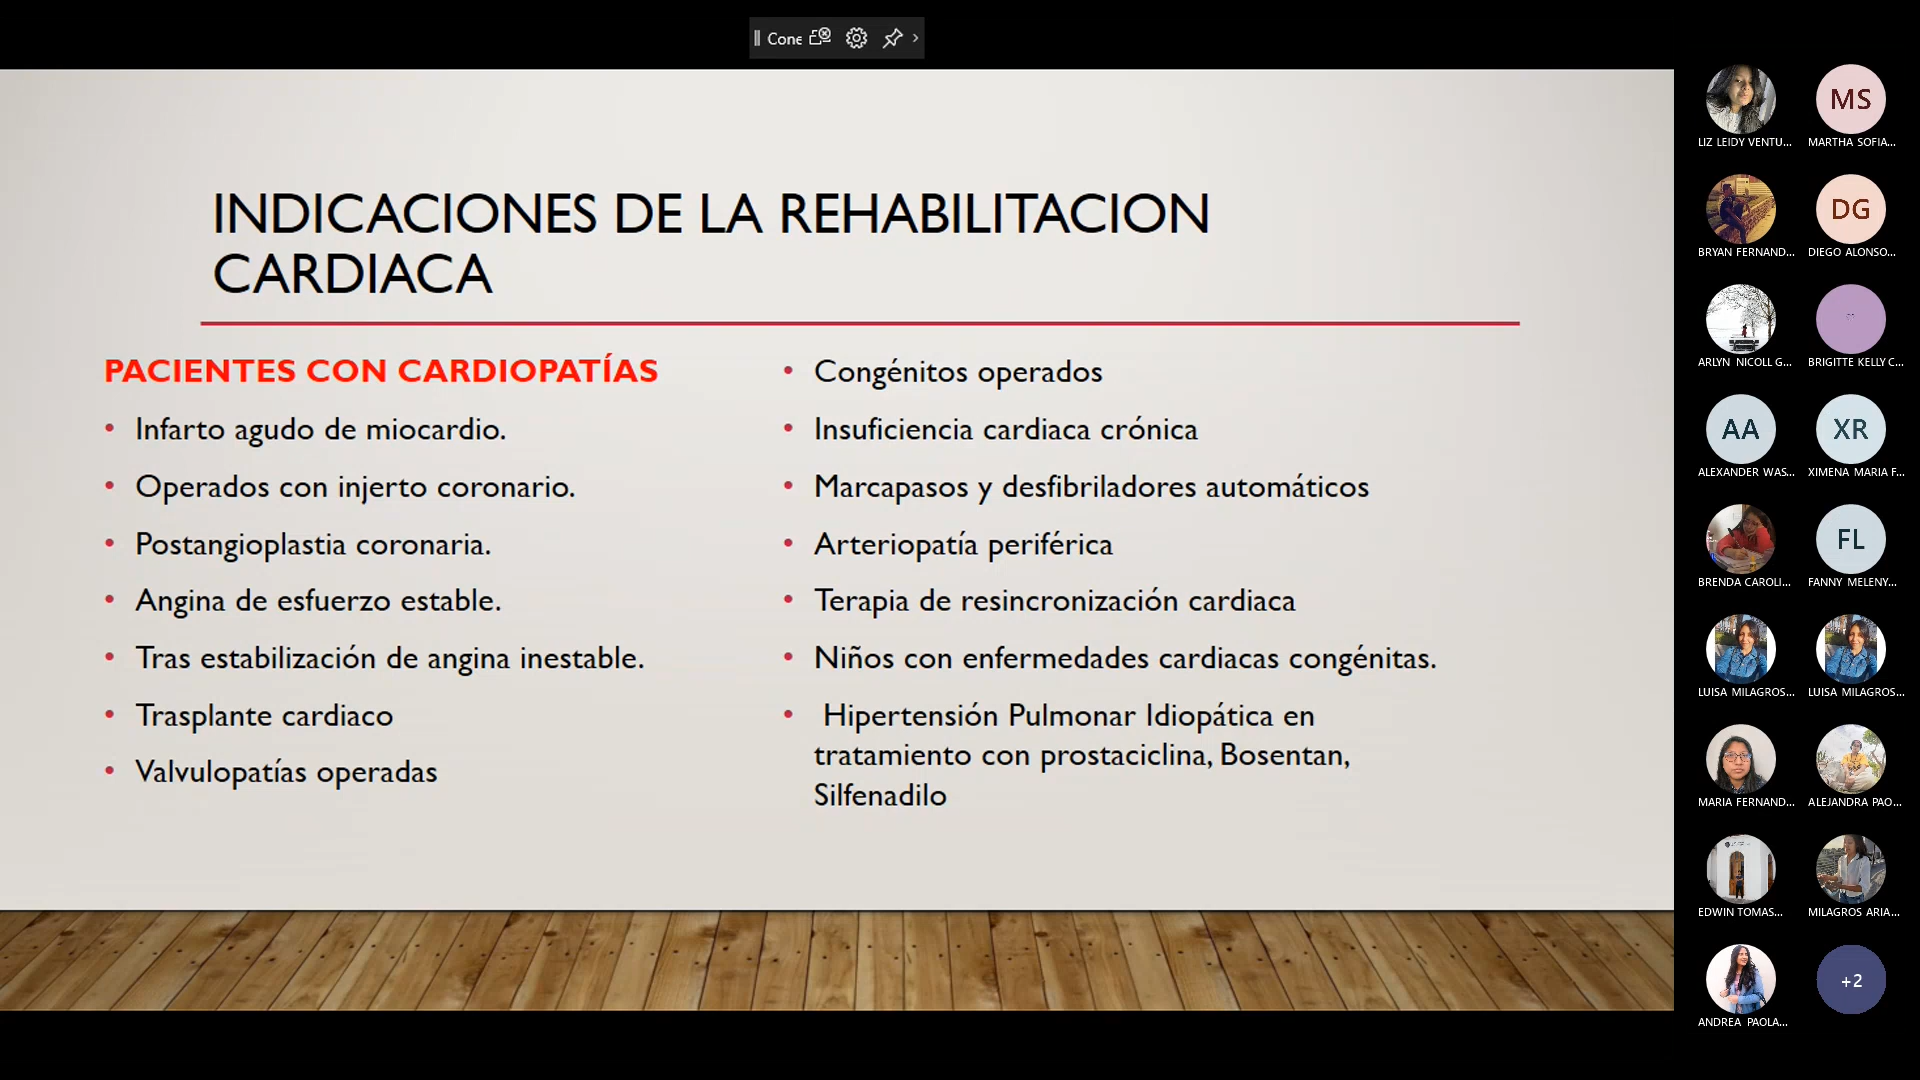 Cone
INDICACIONES DE LA REHABILITACION
CARDIACA
PACIENTES CON CARDIOPATÍAS
• Infarto agudo de miocardio.
• Operados con injerto coronario.
• Postangioplastia coronaria.
• Angina de esfuerzo estable.
• Tras estabilización de angina inestable.
• Trasplante cardiaco
• Valvulopatías operadas
• Congénitos operados
• Insuficiencia cardiaca crónica
• Marcapasos y desfibriladores automáticos
• Arteriopatía periférica
• Terapia de resincronización cardiaca
• Niños con enfermedades cardiacas congénitas.
• Hipertensión Pulmonar Idiopática en
tratamiento con prostaciclina, Bosentan,
Silfenadilo
MS
LIZ LEIDY VENTU... MARTHA SOFIA...
DG
BRYAN FERNAND... DIEGO ALONSO...
ARLYN NICOLL G... BRIGITTE KELLY C...
AA XR
ALEXANDER WAS... XIMENA MARIA F...
FL
BRENDA CAROLI... FANNY MELENY...
LUISA MILAGROS... LUISA MILAGROS...
MARIA FERNAND... ALEJANDRA PAO...
EDWIN TOMAS... MILAGROS ARIA...
+2
ANDREA PAOLA...